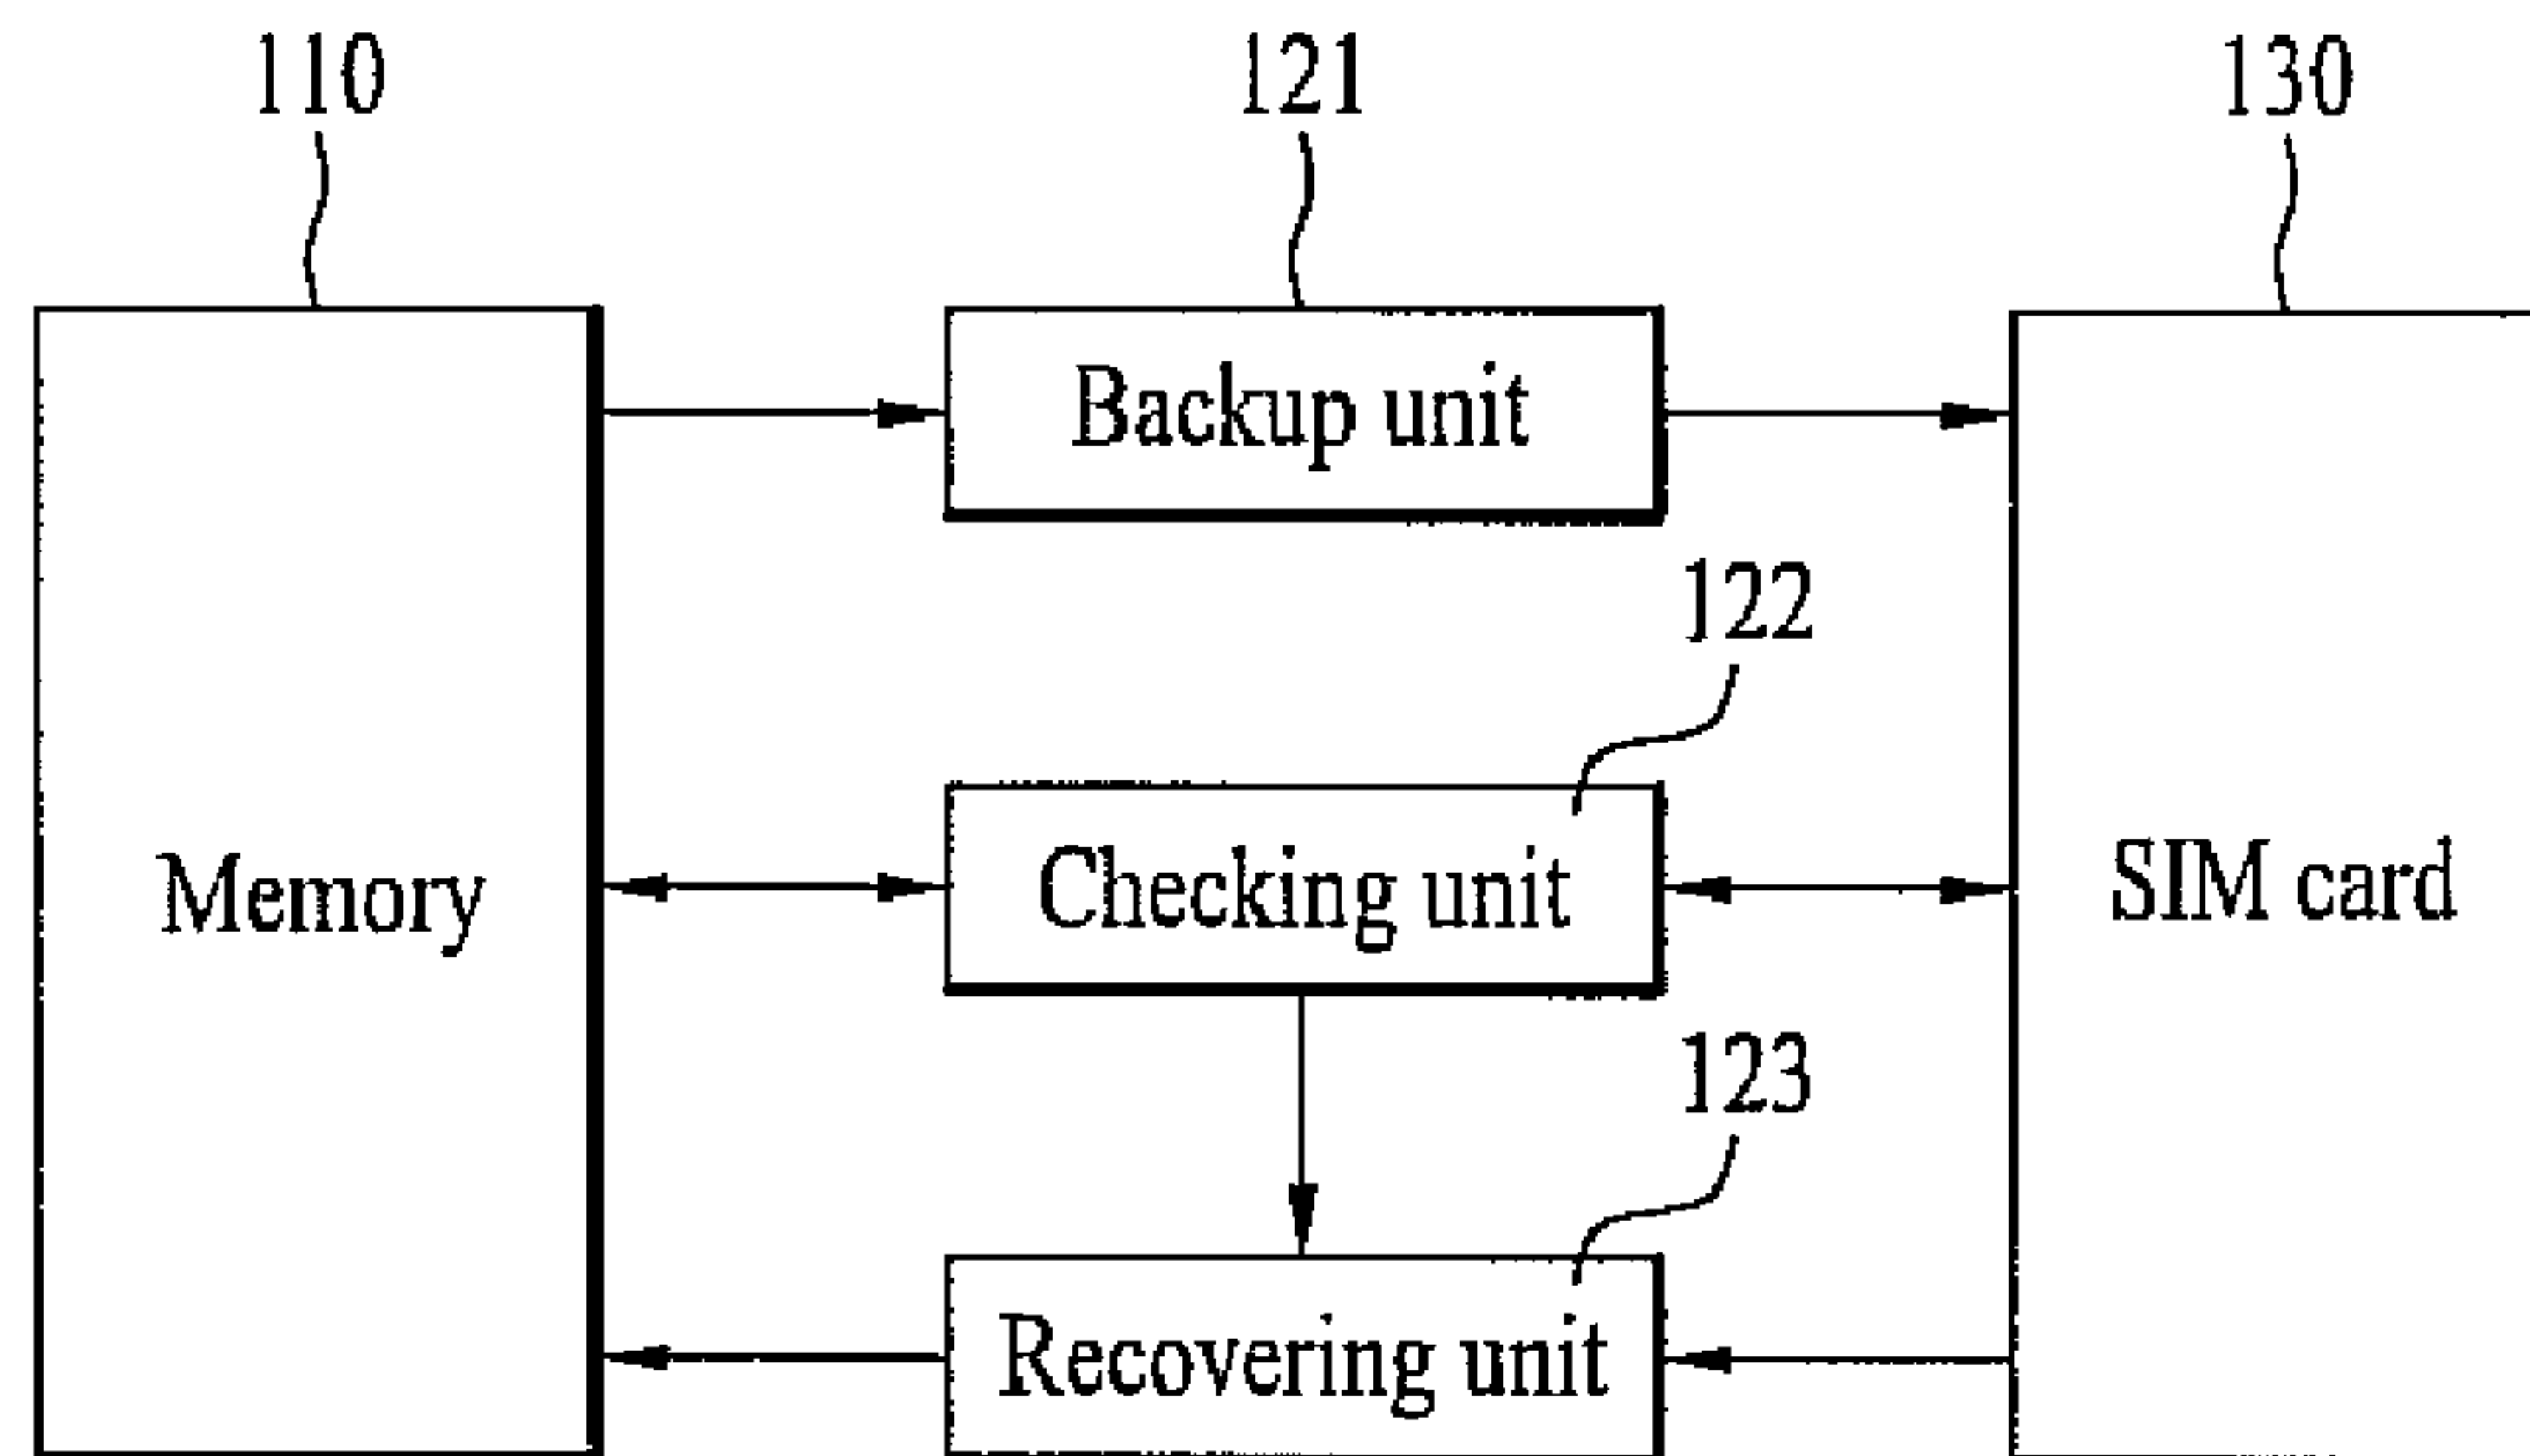 110
121
130
Backup unit
122
Memory
Checking unit
SIM card
123
Recovering unit